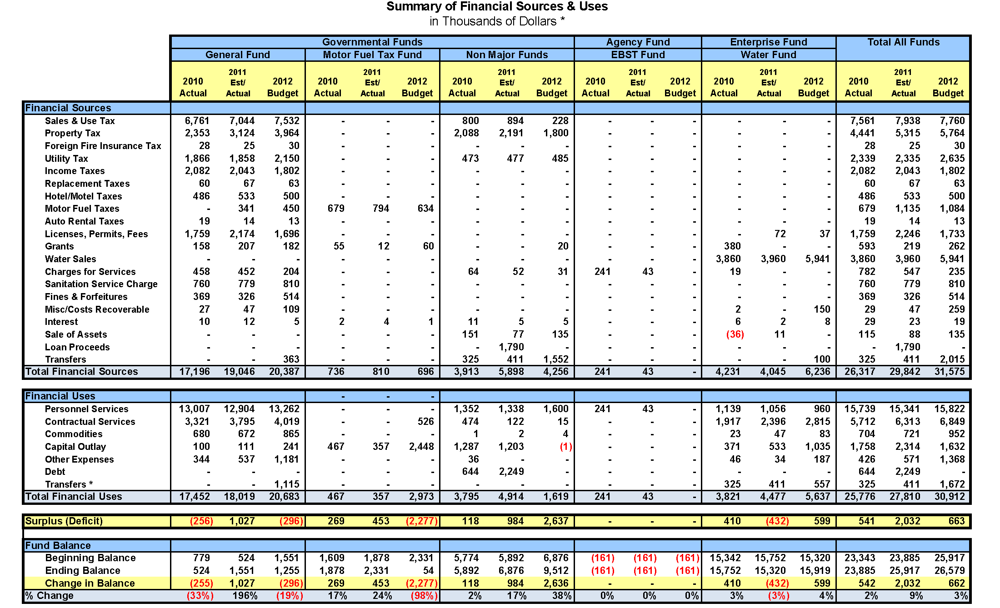 Summary of Financial Sources & Uses
in Thousands of Dollars *
Governmental Funds Agency Fund Enterprise Fund Total All Funds
General Fund Motor Fuel Tax Fund Non Major Funds EBST Fund Water Fund
2010 Actual 2011 Est/ Actual 2012 Budget 2010 Actual 2011 Est/ Actual 2012 Budget 2010 Actual 2011 Est/ Actual 2012 Budget 2010 Actual 2011 Est/ Actual 2012 Budget 2010 Actual 2011 Est/ Actual 2012 Budget 2010 Actual 2011 Est/ Actual 2012 Budget
Financial Sources
Sales & Use Tax 6,761 7,044 7,532 - - - 800 894 228 - - - - - - 7,561 7,938 7,760
Property Tax 2,353 3,124 3,964 - - - 2,088 2,191 1,800 - - - - - - 4,441 5,315 5,764
Foreign Fire Insurance Tax 28 25 30 - - - - - - - - - - - - 28 25 30
Utility Tax 1,866 1,858 2,150 - - - 473 477 485 - - - - - - 2,339 2,335 2,635
Income Taxes 2,082 2,043 1,802 - - - - - - - - - - - - 2,082 2,043 1,802
Replacement Taxes 60 67 63 - - - - - - - - - - - - 60 67 63
Hotel/Motel Taxes 486 533 500 - - - - - - - - - - - - 486 533 500
Motor Fuel Taxes - 341 450 679 794 634 - - - - - - - - - 679 1,135 1,084
Auto Rental Taxes 19 14 13 - - - - - - - - - - - - 19 14 13
Licenses, Permits, Fees 1,759 2,174 1,696 - - - - - - - - - - 72 37 1,759 2,246 1,733
Grants 158 207 182 55 12 60 - - 20 - - - 380 - - 593 219 262
Water Sales - - - - - - - - - - - - 3,860 3,960 5,941 3,860 3,960 5,941
Charges for Services 458 452 204 - - - 64 52 31 241 43 - 19 - - 782 547 235
Sanitation Service Charge 760 779 810 - - - - - - - - - - - - 760 779 810
Fines & Forfeitures 369 326 514 - - - - - - - - - - - - 369 326 514
Misc/Costs Recoverable 27 47 109 - - - - - - - - - 2 - 150 29 47 259
Interest 10 12 5 2 4 1 11 5 5 - - - 6 2 8 29 23 19
Sale of Assets - - - - - - 151 77 135 - - - (36) 11 - 115 88 135
Loan Proceeds - - - - - - - 1,790 - - - - - - - - 1,790 -
Transfers - - 363 - - - 325 411 1,552 - - - - - 100 325 411 2,015
Total Financial Sources 17,196 19,046 20,387 736 810 696 3,913 5,898 4,256 241 43 - 4,231 4,045 6,236 26,317 29,842 31,575
Financial Uses - - -
Personnel Services 13,007 12,904 13,262 - - - 1,352 1,338 1,600 241 43 - 1,139 1,056 960 15,739 15,341 15,822
Contractual Services 3,321 3,795 4,019 - - 526 474 122 15 - - - 1,917 2,396 2,815 5,712 6,313 6,849
Commodities 680 672 865 - - - 1 2 4 - - - 23 47 83 704 721 952
Capital Outlay 100 111 241 467 357 2,448 1,287 1,203 (1) - - - 371 533 1,035 1,758 2,314 1,632
Other Expenses 344 537 1,181 - - - 36 - - - - - 46 34 187 426 571 1,368
Debt - - - - - - 644 2,249 - - - - - - - 644 2,249 -
Transfers * - - 1,115 - - - - - - - - - 325 411 557 325 411 1,672
Total Financial Uses 17,452 18,019 20,683 467 357 2,973 3,795 4,914 1,619 241 43 - 3,821 4,477 5,637 25,776 27,810 30,912
Surplus (Deficit) (256) 1,027 (296) 269 453 (2,277) 118 984 2,637 - - - 410 (432) 599 541 2,032 663
Fund Balance
Beginning Balance 779 524 1,551 1,609 1,878 2,331 5,774 5,892 6,876 (161) (161) (161) 15,342 15,752 15,320 23,343 23,885 25,917
Ending Balance 524 1,551 1,255 1,878 2,331 54 5,892 6,876 9,512 (161) (161) (161) 15,752 15,320 15,919 23,885 25,917 26,579
Change in Balance (255) 1,027 (296) 269 453 (2,277) 118 984 2,636 - - - 410 (432) 599 542 2,032 662
% Change (33%) 196% (19%) 17% 24% (98%) 2% 17% 38% 0% 0% 0% 3% (3%) 4% 2% 9% 3%